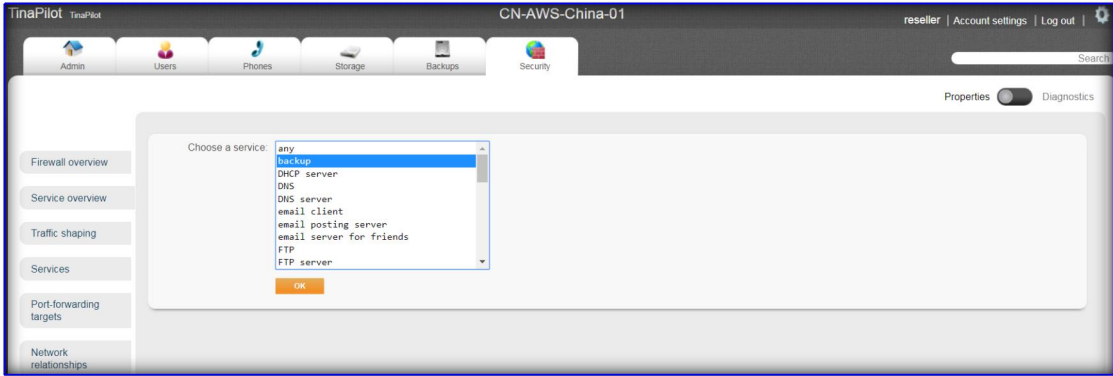 TinaPilot TinaPilot
CN-AWS-China-01
reseller | Account settings | Log out |
Admin
Users
Phones
Storage
Backups
Security
Search
Properties
Diagnostics
Choose a service:
any
backup
DHCP server
DNS
DNS server
email client
email posting server
email server for friends
FTP
FTP server
OK
Firewall overview
Service overview
Traffic shaping
Services
Port-forwarding
targets
Network
relationships